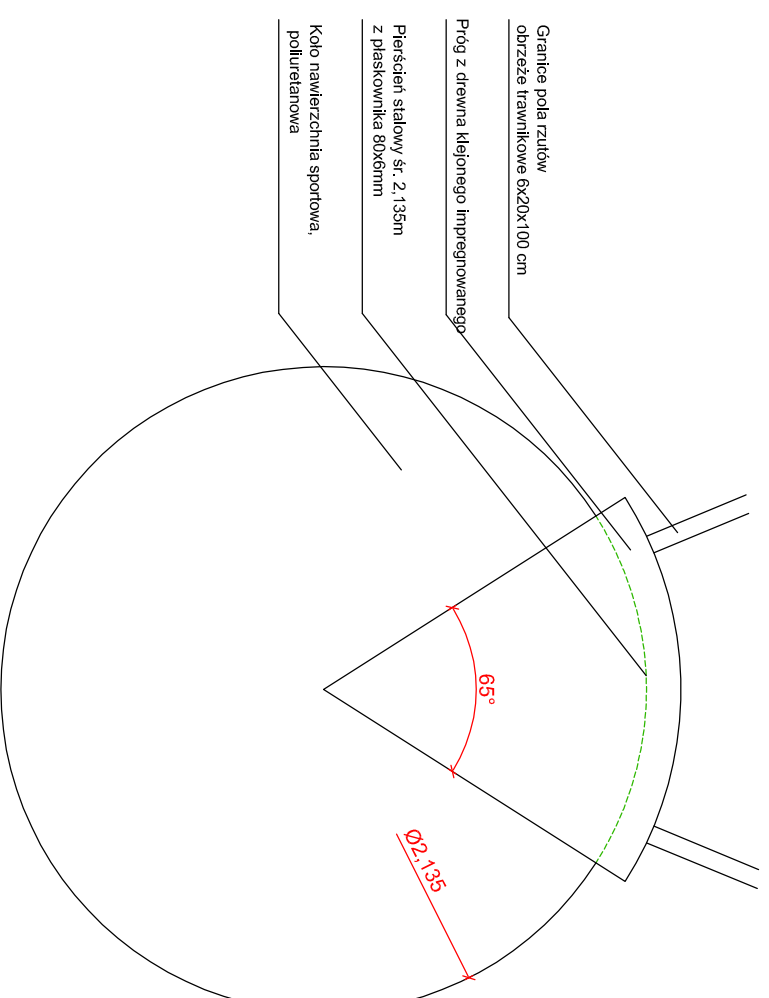 Granice pola rzutów
obrzeże trawnikowe 6x20x100 cm
Próg z drewna klejonego impregnowanego
Pierścień stalowy śr. 2,135m
z płaskownika 80x6mm
Koło nawierzchnia sportowa,
poliuretanowa
65°
Ø2,135